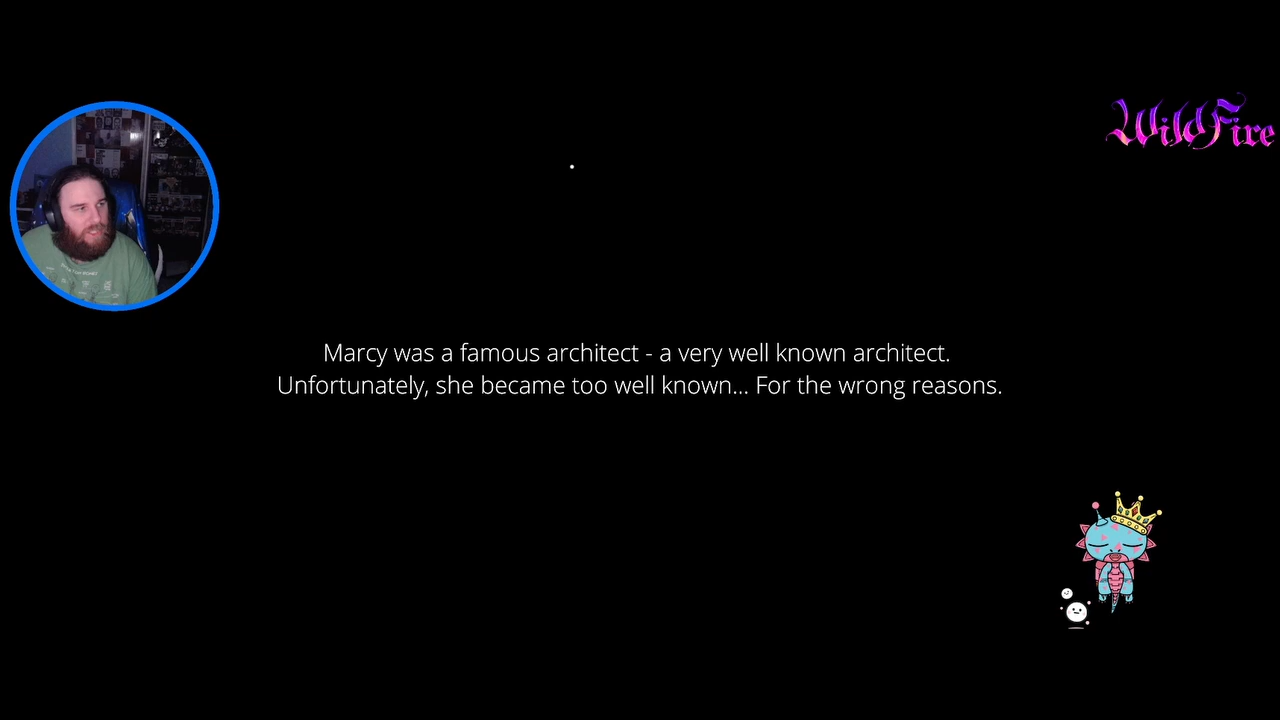 WildFire
Marcy was a famous architect - a very well known architect.
Unfortunately, she became too well known... For the wrong reasons.